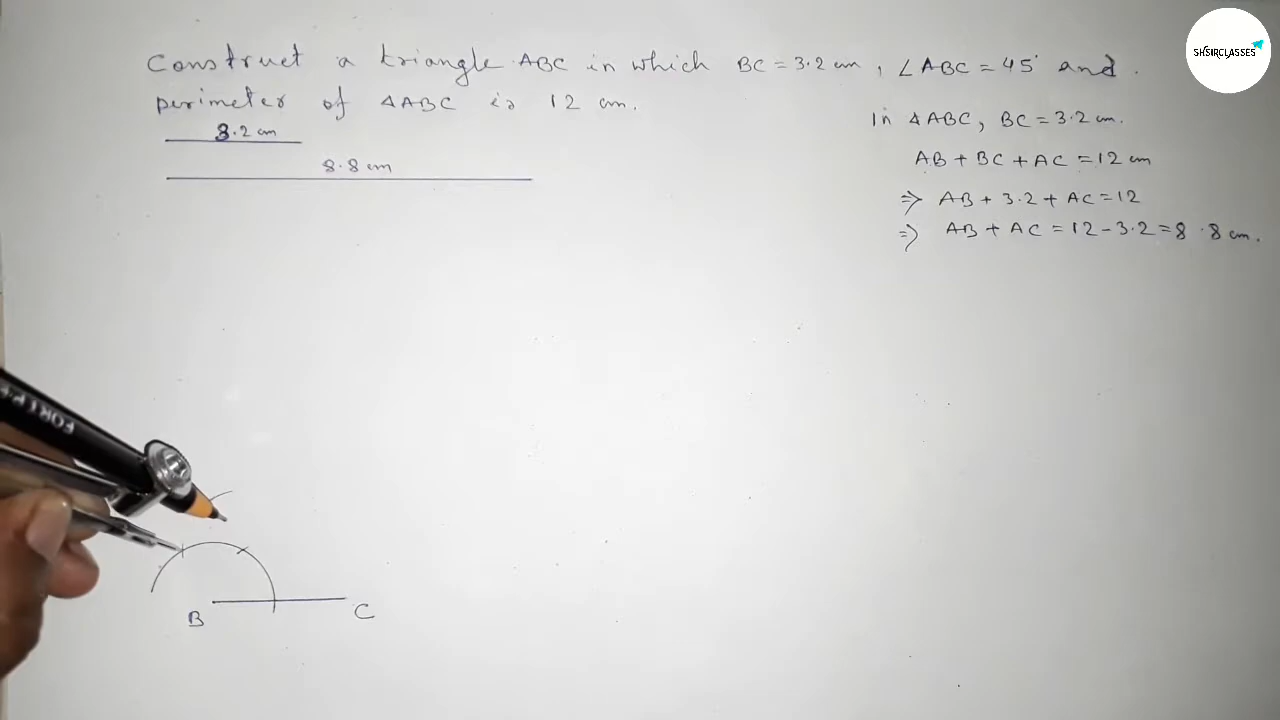 Construct a triangle ABC in which BC = 3.2 cm, ∠ABC = 45° and
perimeter of △ABC is 12 cm.
3.2 cm
8.8 cm
In △ABC, BC = 3.2 cm.
AB + BC + AC = 12 cm
⇒ AB + 3.2 + AC = 12
⇒ AB + AC = 12 - 3.2 = 8.8 cm.
B
C
SHSIRCLASSES